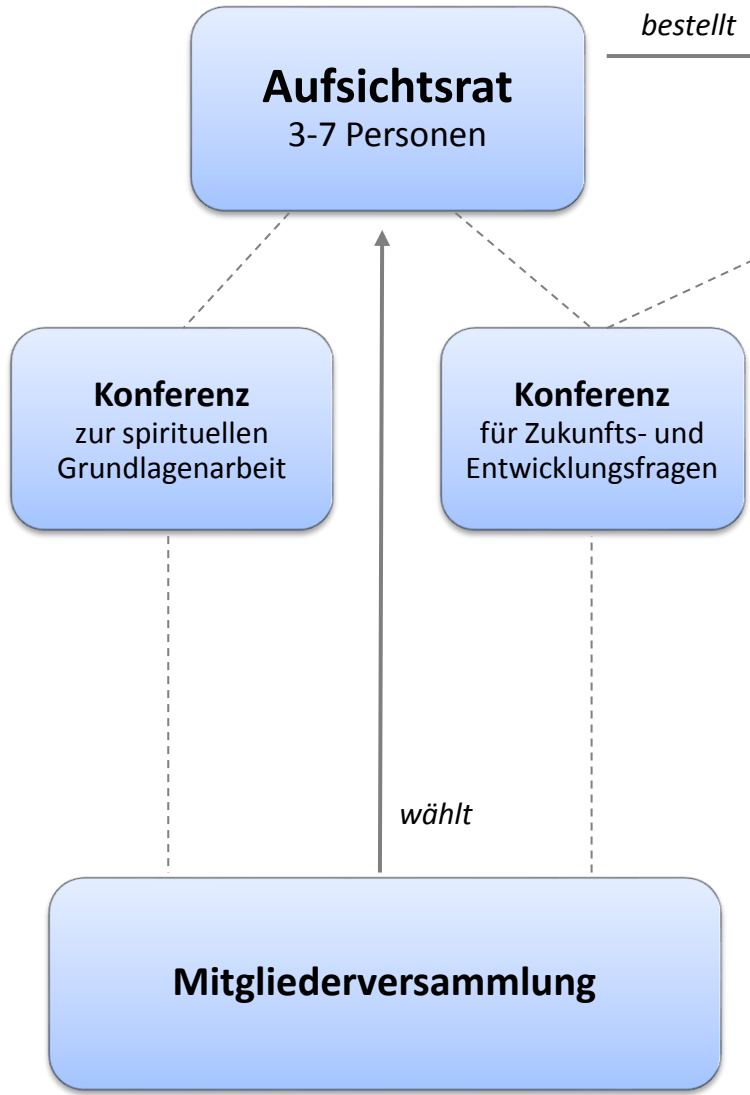 bestellt
Aufsichtsrat
3-7 Personen
Konferenz
zur spirituellen
Grundlagenarbeit
Konferenz
für Zukunfts- und
Entwicklungsfragen
wählt
Mitgliederversammlung